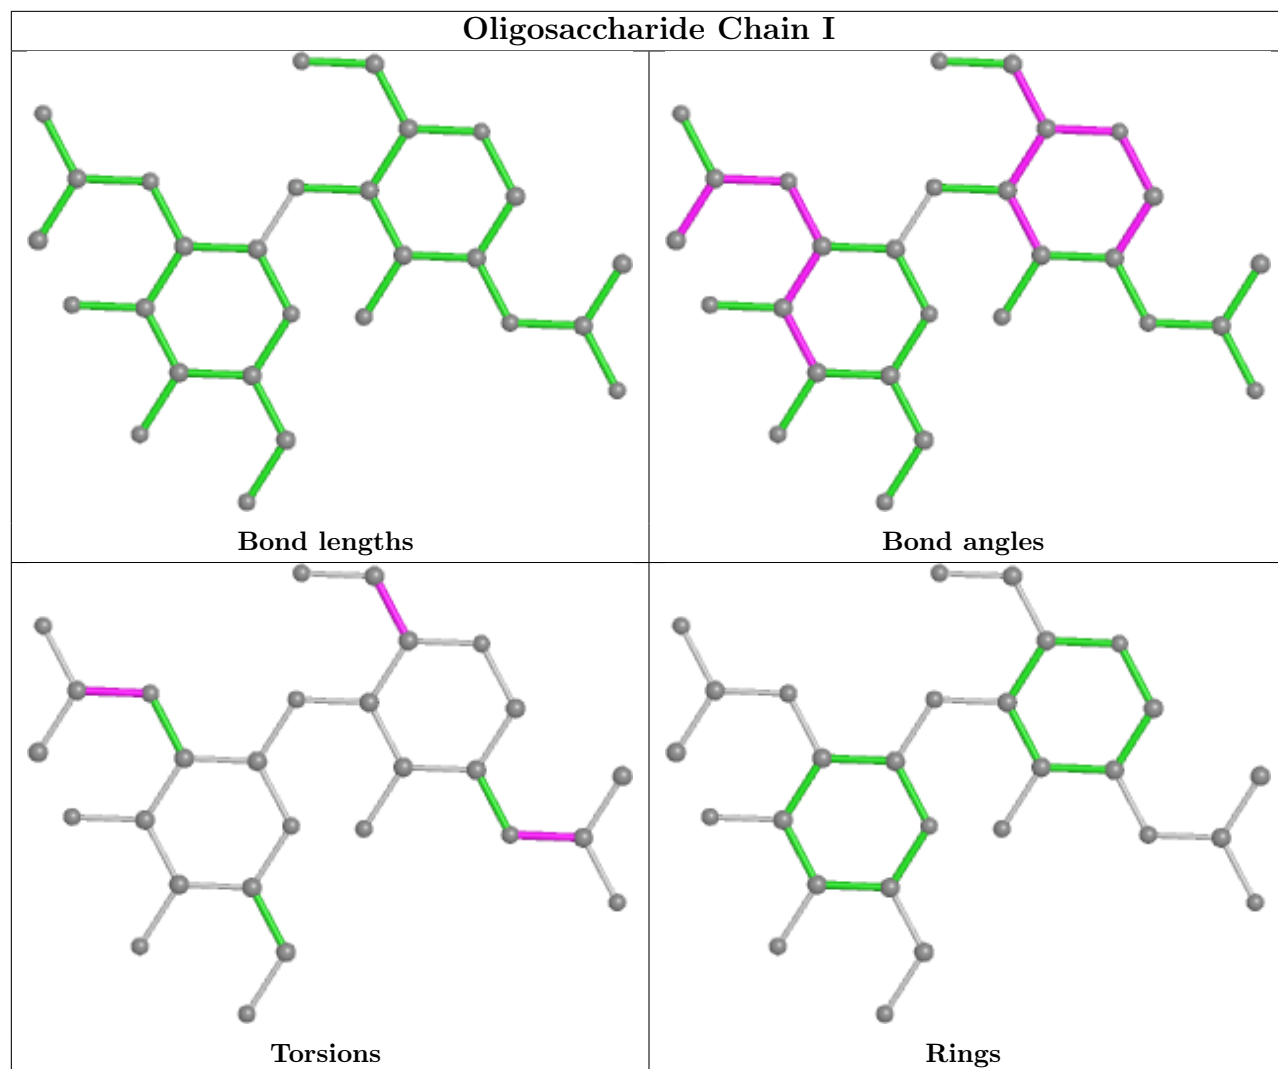 Oligosaccharide Chain I
Bond lengths
Bond angles
Torsions
Rings